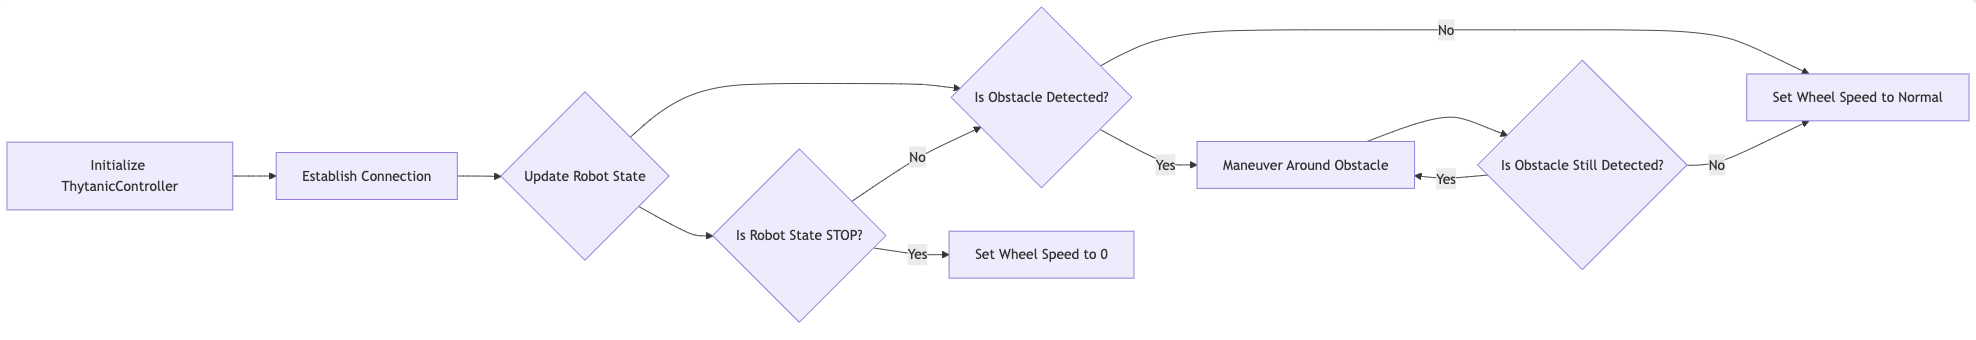 Initialize
ThytanicController
Establish Connection
Update Robot State
Is Robot State STOP?
No
Yes
Set Wheel Speed to 0
Is Obstacle Detected?
No
Yes
Maneuver Around Obstacle
Yes
Is Obstacle Still Detected?
No
Set Wheel Speed to Normal